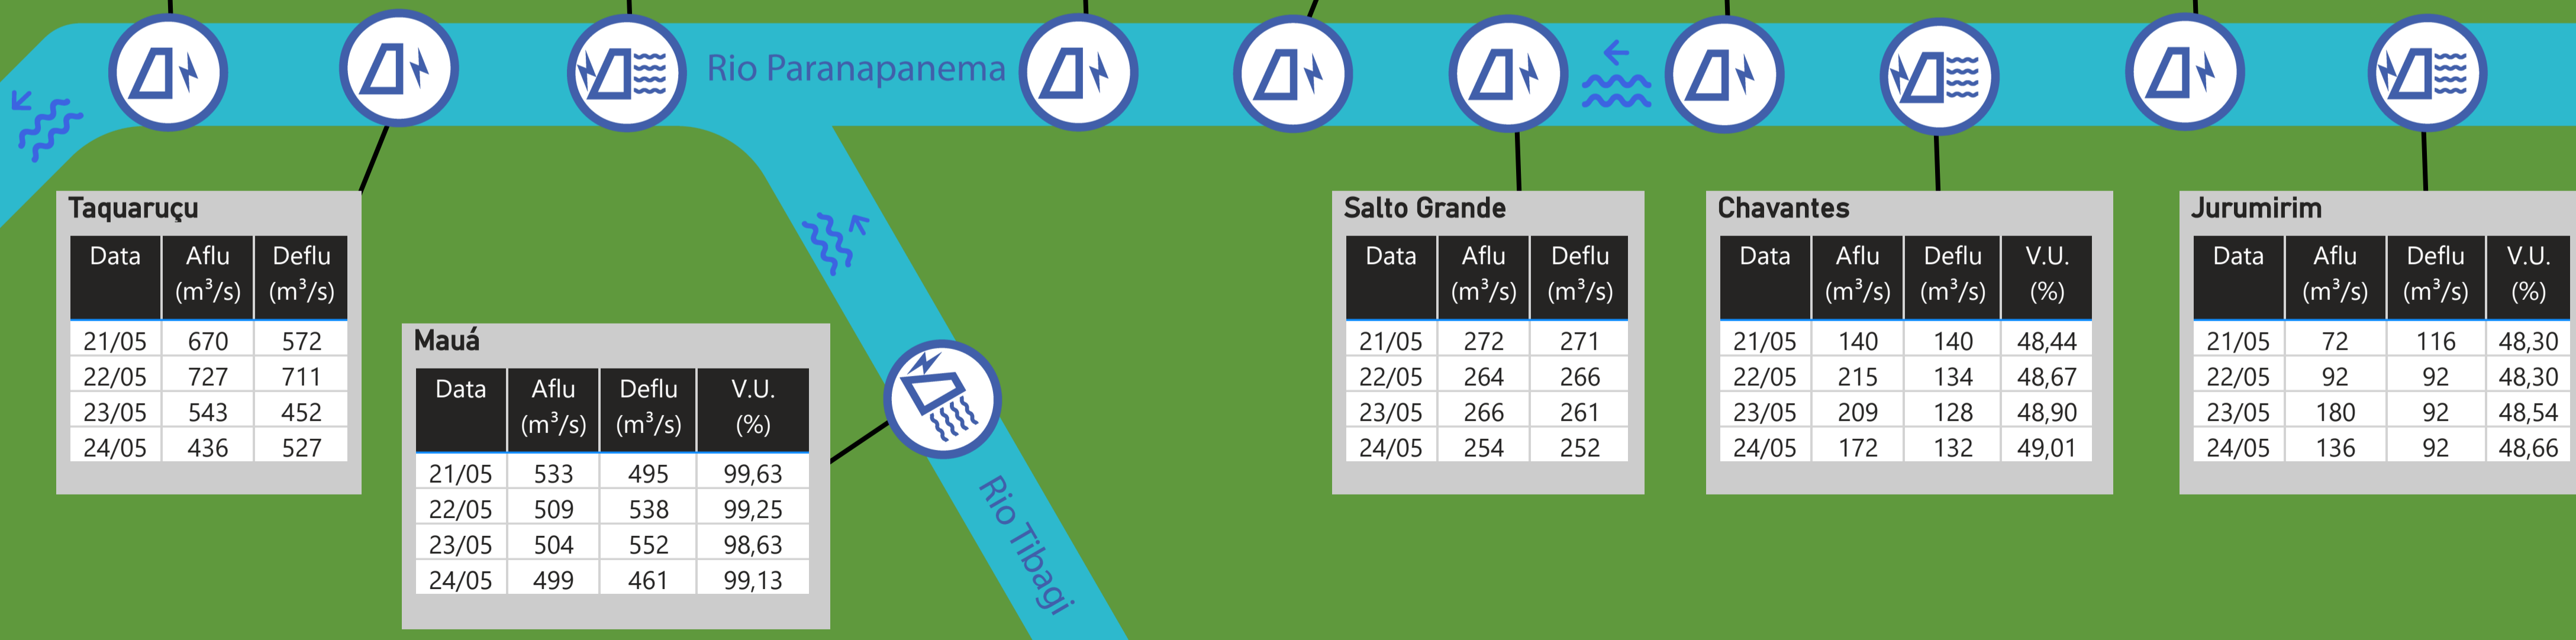 Rio Paranapanema
Taquaruçu
Data Aflu (m³/s) Deflu (m³/s)
21/05 670 572
22/05 727 711
23/05 543 452
24/05 436 527
Mauá
Data Aflu (m³/s) Deflu (m³/s) V.U. (%)
21/05 533 495 99,63
22/05 509 538 99,25
23/05 504 552 98,63
24/05 499 461 99,13
Rio Tibagi
Salto Grande
Data Aflu (m³/s) Deflu (m³/s)
21/05 272 271
22/05 264 266
23/05 266 261
24/05 254 252
Chavantes
Data Aflu (m³/s) Deflu (m³/s) V.U. (%)
21/05 140 140 48,44
22/05 215 134 48,67
23/05 209 128 48,90
24/05 172 132 49,01
Jurumirim
Data Aflu (m³/s) Deflu (m³/s) V.U. (%)
21/05 72 116 48,30
22/05 92 92 48,30
23/05 180 92 48,54
24/05 136 92 48,66